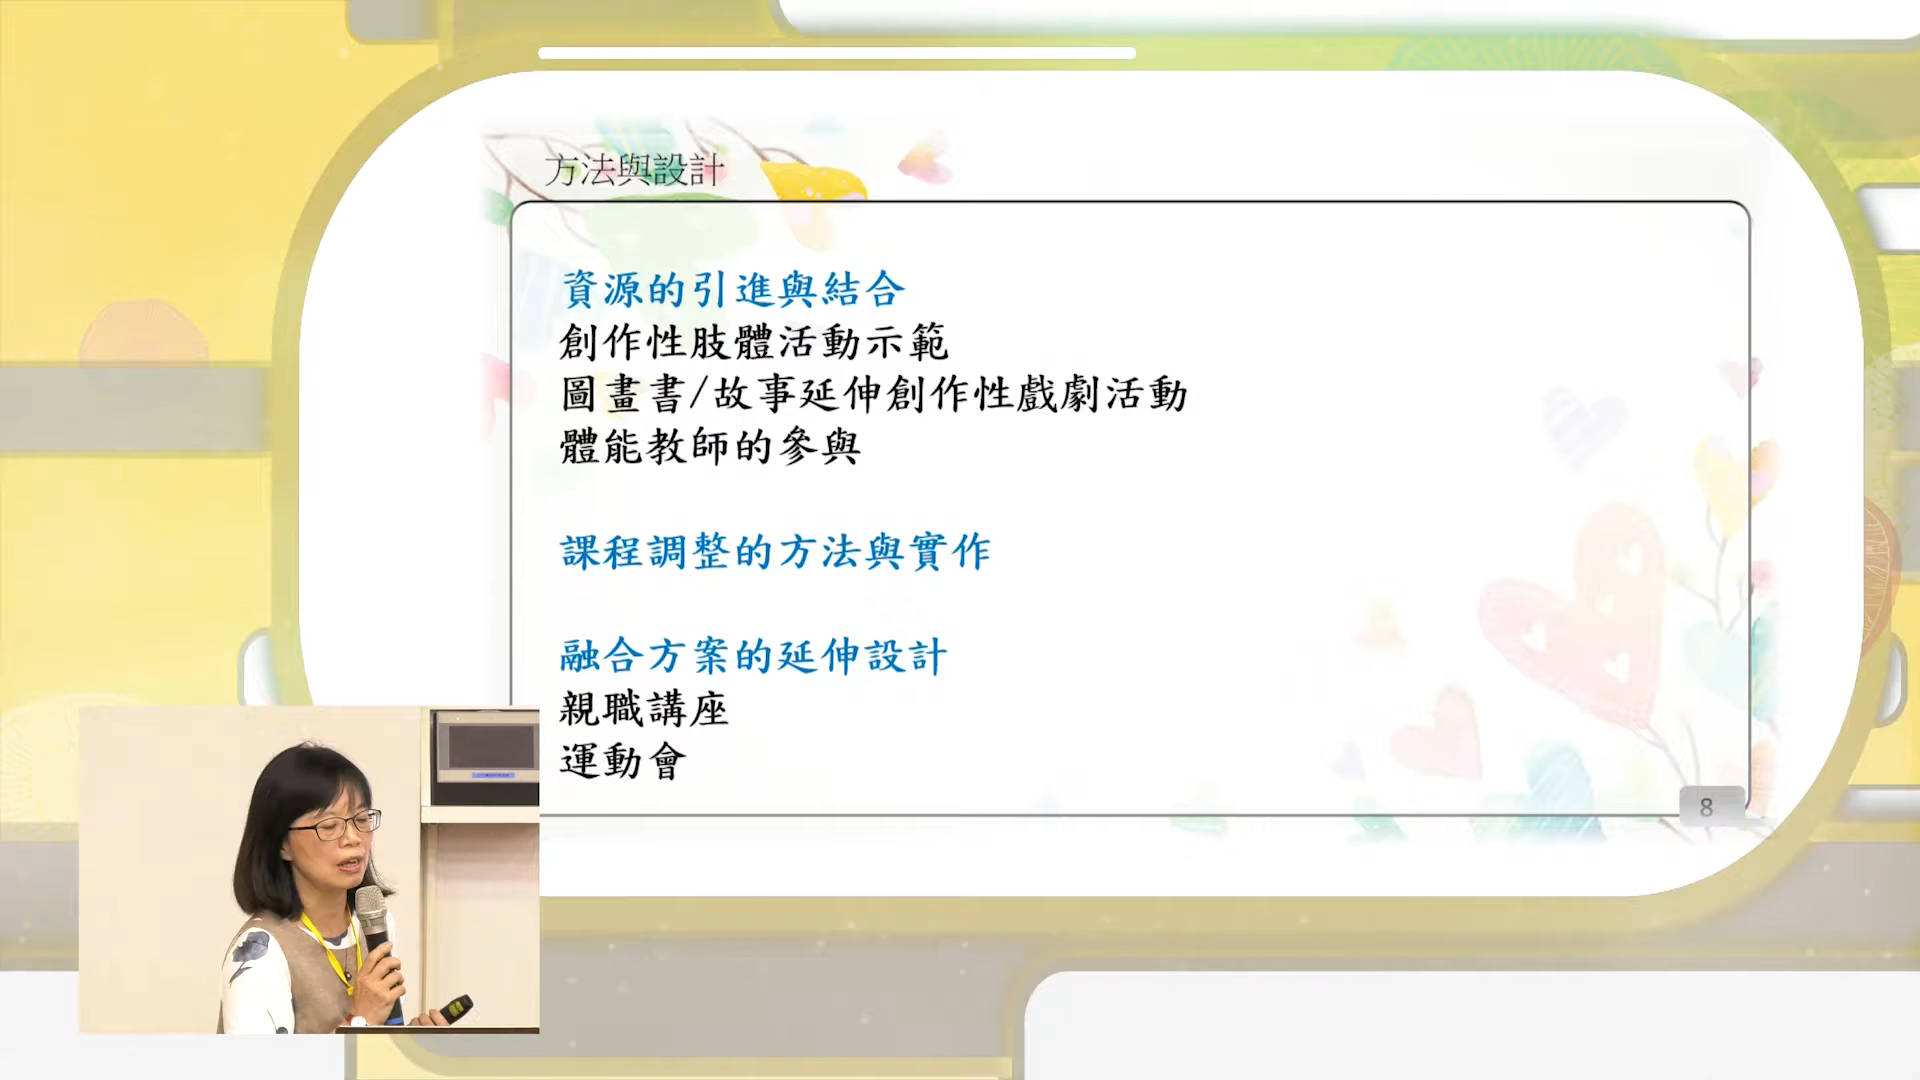 方法與設計
資源的引進與結合
創作性肢體活動示範
圖畫書/故事延伸創作性戲劇活動
體能教師的參與
課程調整的方法與實作
融合方案的延伸設計
親職講座
運動會
8